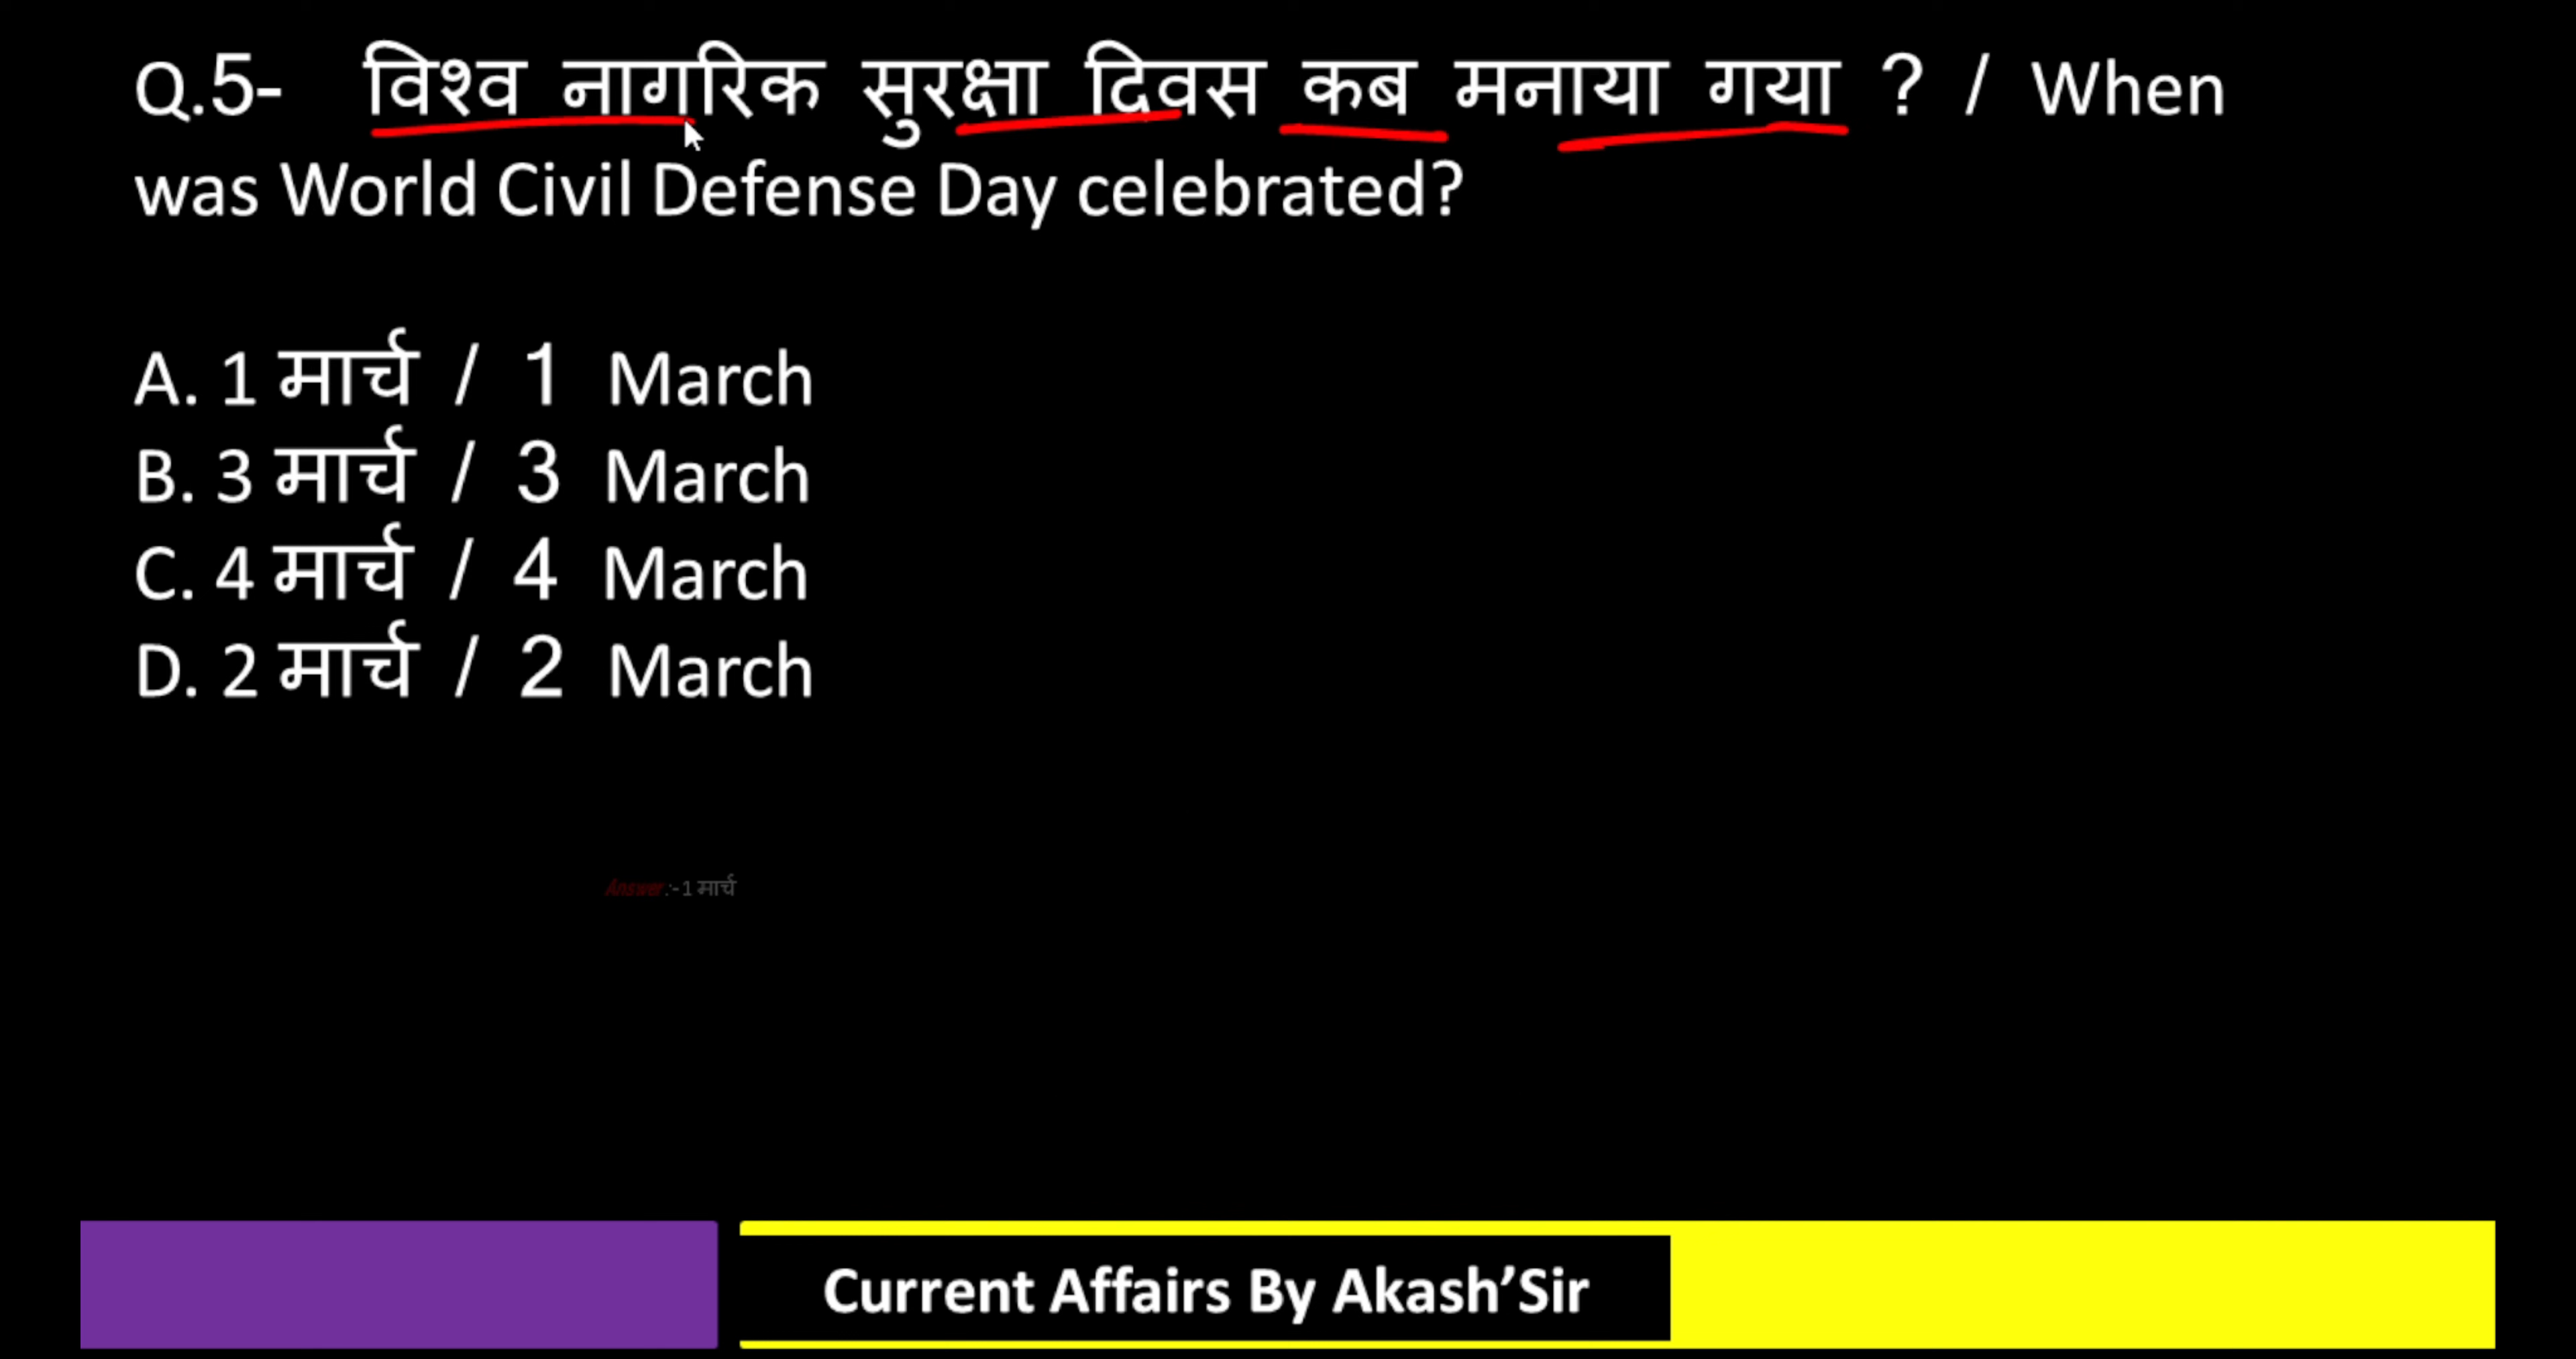 Q.5- विश्व नागरिक सुरक्षा दिवस कब मनाया गया ? / When
was World Civil Defense Day celebrated?
A. 1 मार्च / 1 March
B. 3 मार्च / 3 March
C. 4 मार्च / 4 March
D. 2 मार्च / 2 March
Answer:-1 मार्च
Current Affairs By Akash’Sir